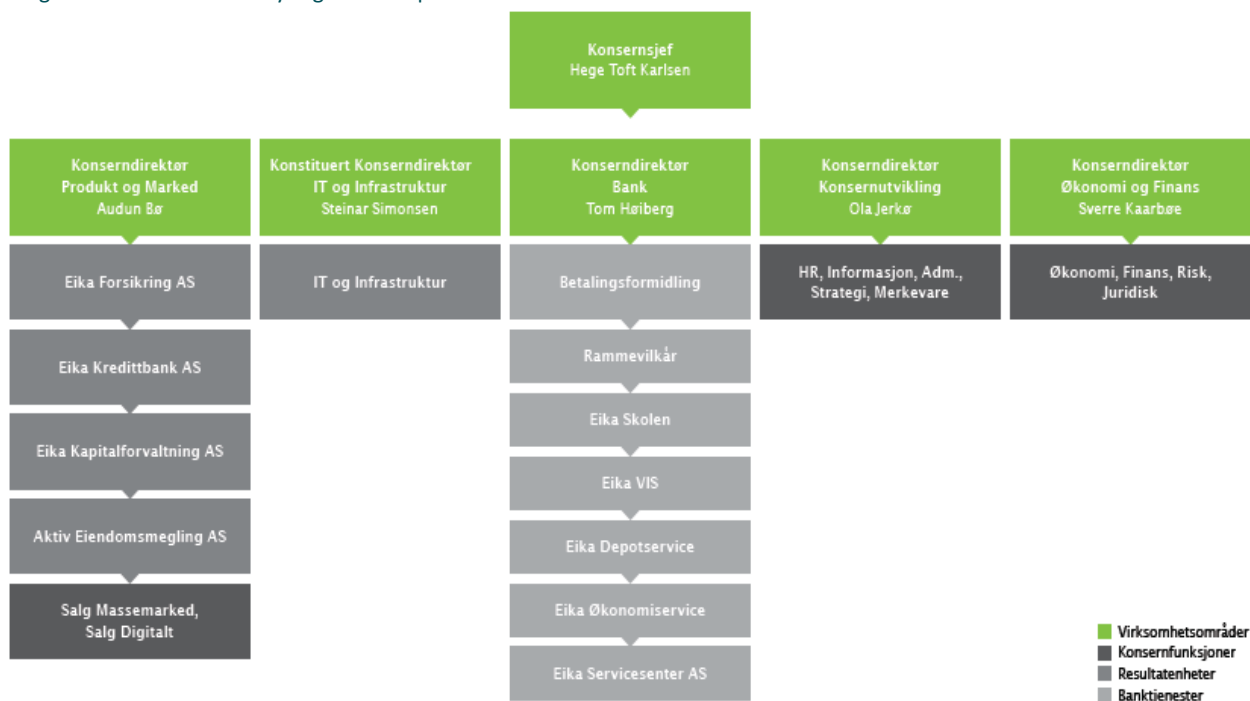 Konsernsjef
Hege Toft Karlsen
Konserndirektør
Produkt og Marked
Audun Bø
Konstituert Konserndirektør
IT og Infrastruktur
Steinar Simonsen
Konserndirektør
Bank
Tom Høiberg
Konserndirektør
Konsernutvikling
Ola Jerkø
Konserndirektør
Økonomi og Finans
Sverre Kaarbøe
Eika Forsikring AS
IT og Infrastruktur
Betalingsformidling
HR, Informasjon, Adm.,
Strategi, Merkevare
Økonomi, Finans, Risk,
Juridisk
Eika Kredittbank AS
Rammevilkår
Eika Kapitalforvaltning AS
Eika Skolen
Eika VIS
Aktiv Eiendomsmegling AS
Eika Depotservice
Salg Massemarked,
Salg Digitalt
Eika Økonomiservice
Eika Servicesenter AS
Virksomhetsområder
Konsernfunksjoner
Resultatenheter
Banktjenester